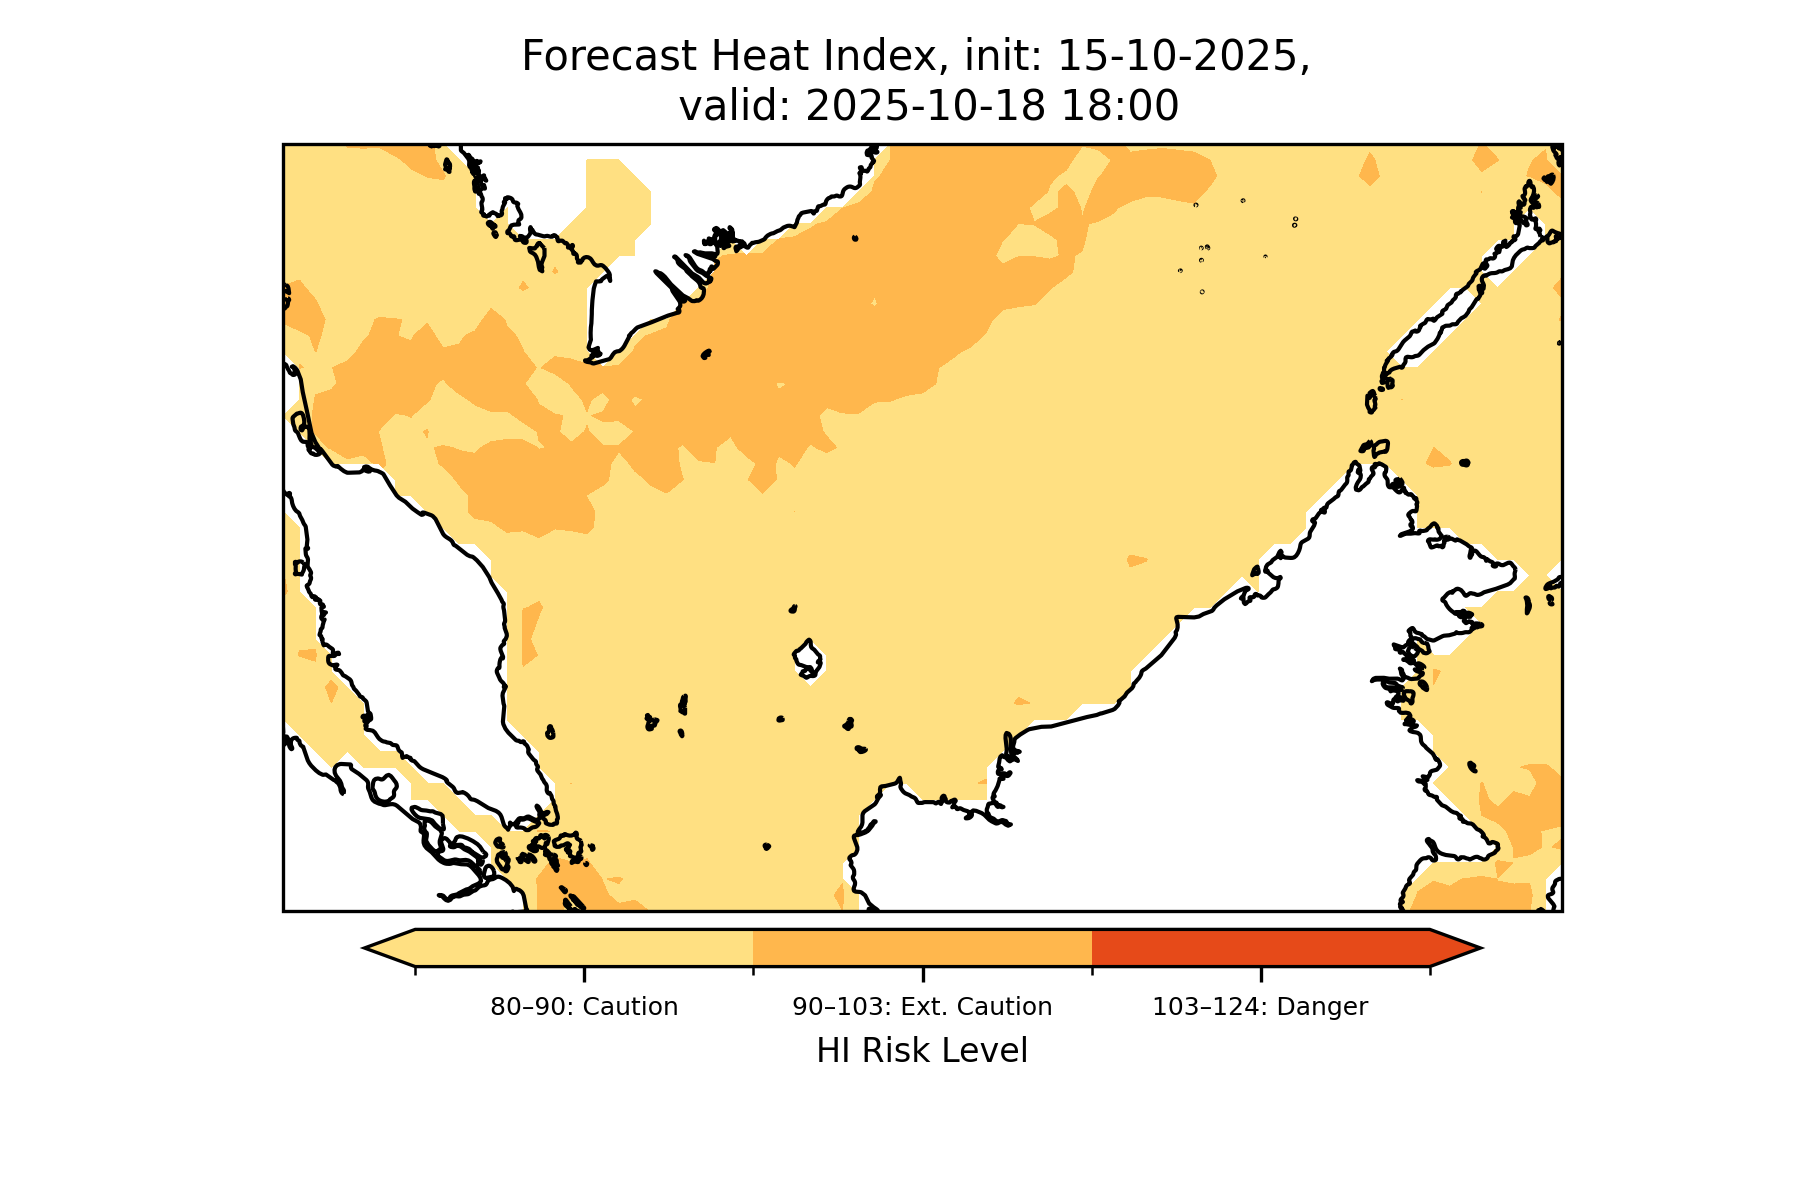 Forecast Heat Index, init: 15-10-2025,
valid: 2025-10-18 18:00
80–90: Caution
90–103: Ext. Caution
103–124: Danger
HI Risk Level